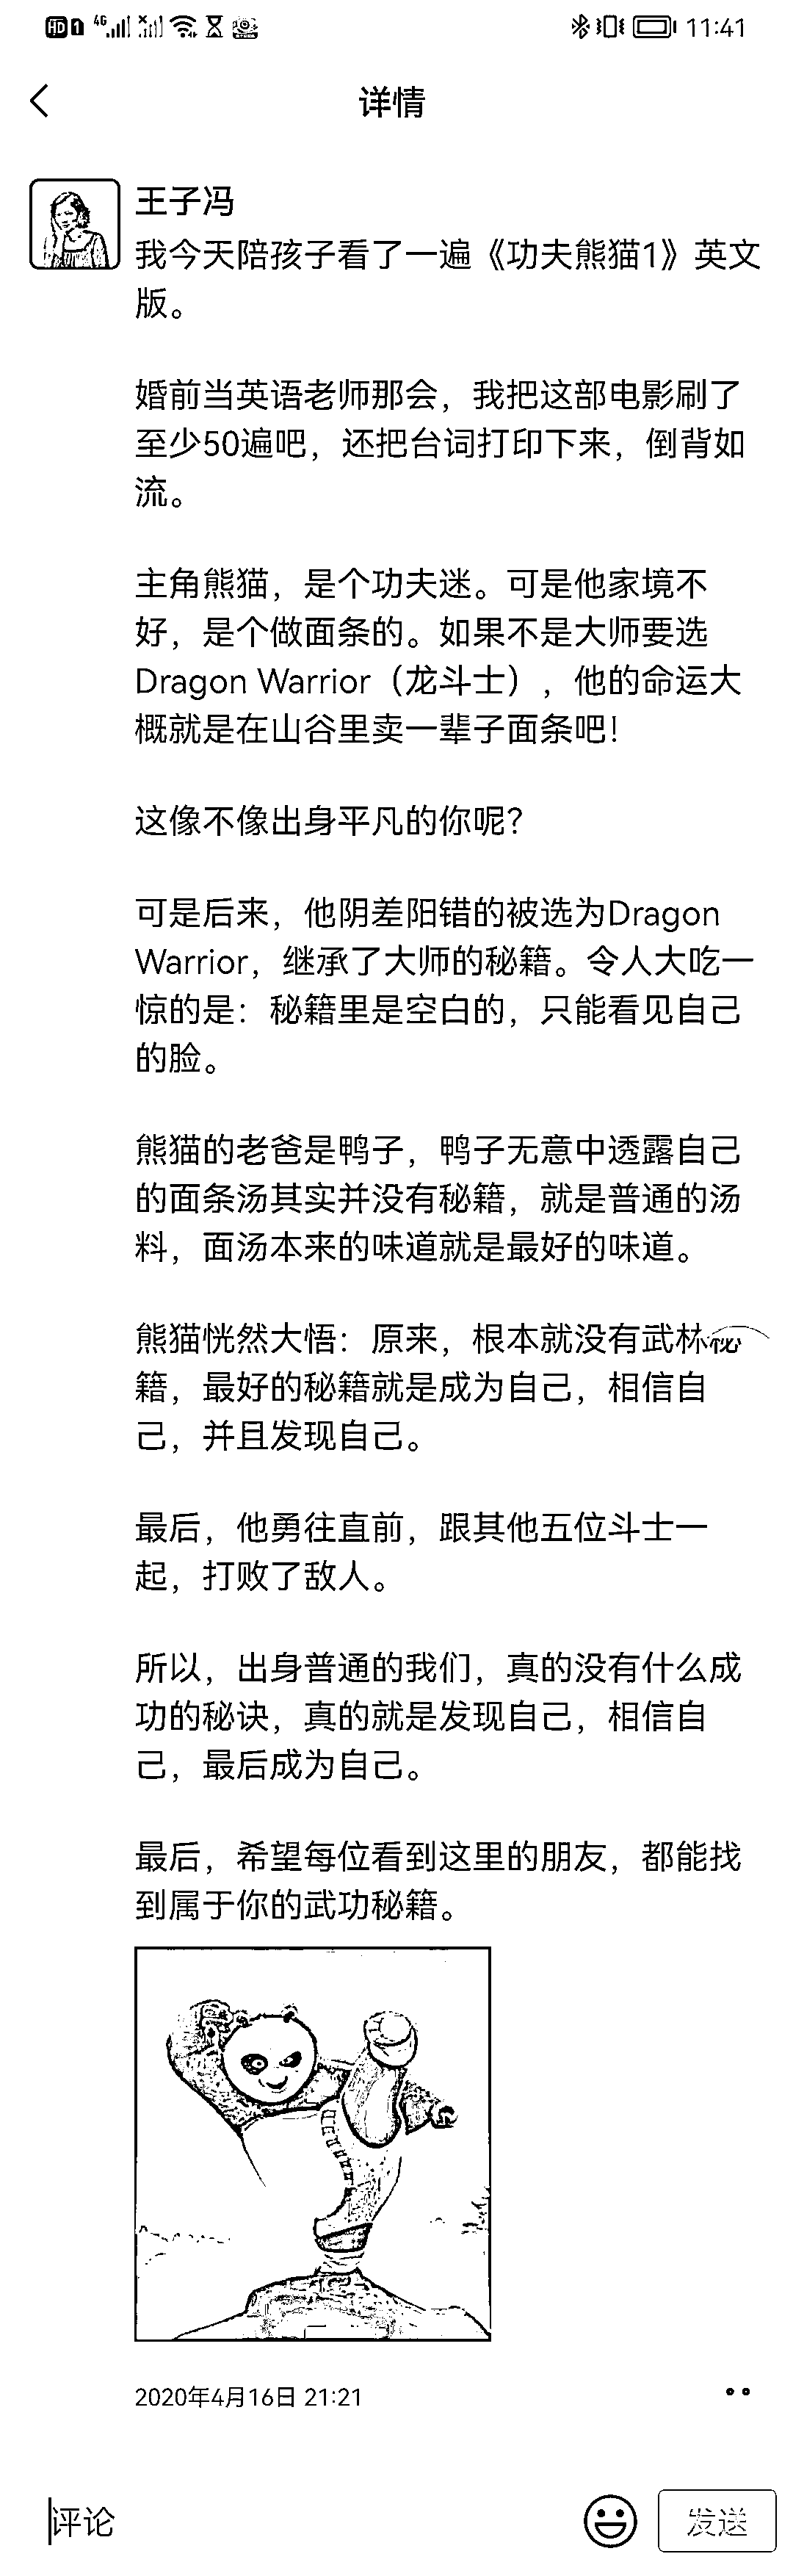 HD 1 4G 11:41
详情
王子冯
我今天陪孩子看了一遍《功夫熊猫1》英文
版。
婚前当英语老师那会，我把这部电影刷了
至少50遍吧，还把台词打印下来，倒背如
流。
主角熊猫，是个功夫迷。可是他家境不
好，是个做面条的。如果不是大师要选
Dragon Warrior（龙斗士），他的命运大
概就是在山谷里卖一辈子面条吧！
这像不像出身平凡的你呢？
可是后来，他阴差阳错的被选为Dragon
Warrior，继承了大师的秘籍。令人大吃一
惊的是：秘籍里是空白的，只能看见自己
的脸。
熊猫的老爸是鸭子，鸭子无意中透露自己
的面条汤其实并没有秘籍，就是普通的汤
料，面汤本来的味道就是最好的味道。
熊猫恍然大悟：原来，根本就没有武林秘
籍，最好的秘籍就是成为自己，相信自
己，并且发现自己。
最后，他勇往直前，跟其他五位斗士一
起，打败了敌人。
所以，出身普通的我们，真的没有什么成
功的秘诀，真的就是发现自己，相信自
己，最后成为自己。
最后，希望每位看到这里的朋友，都能找
到属于你的武功秘籍。
2020年4月16日 21:21
评论
发送